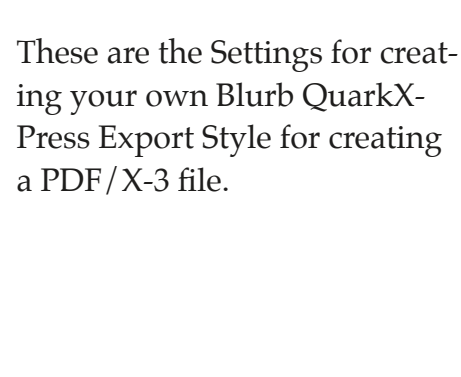 These are the Settings for creat-
ing your own Blurb QuarkX-
Press Export Style for creating
a PDF/X-3 file.